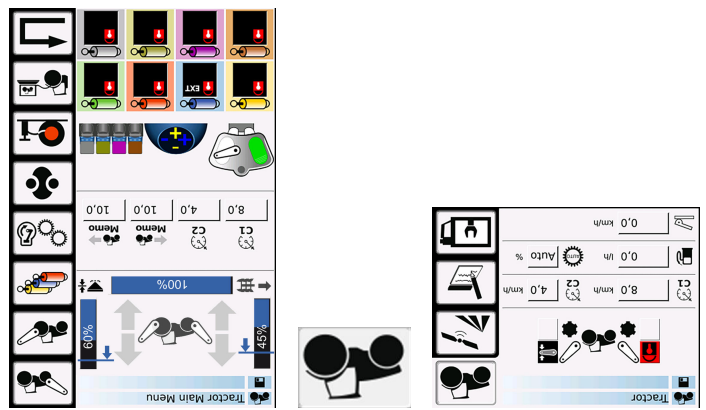 Tractor
C1 8,0 km/h C2 4,0 km/h
0,0 l/h AUTO Auto %
0,0 km/h
Tractor Main Menu
45% 60%
100%
C1 C2 Memo Memo
8,0 4,0 10,0 10,0
EXT